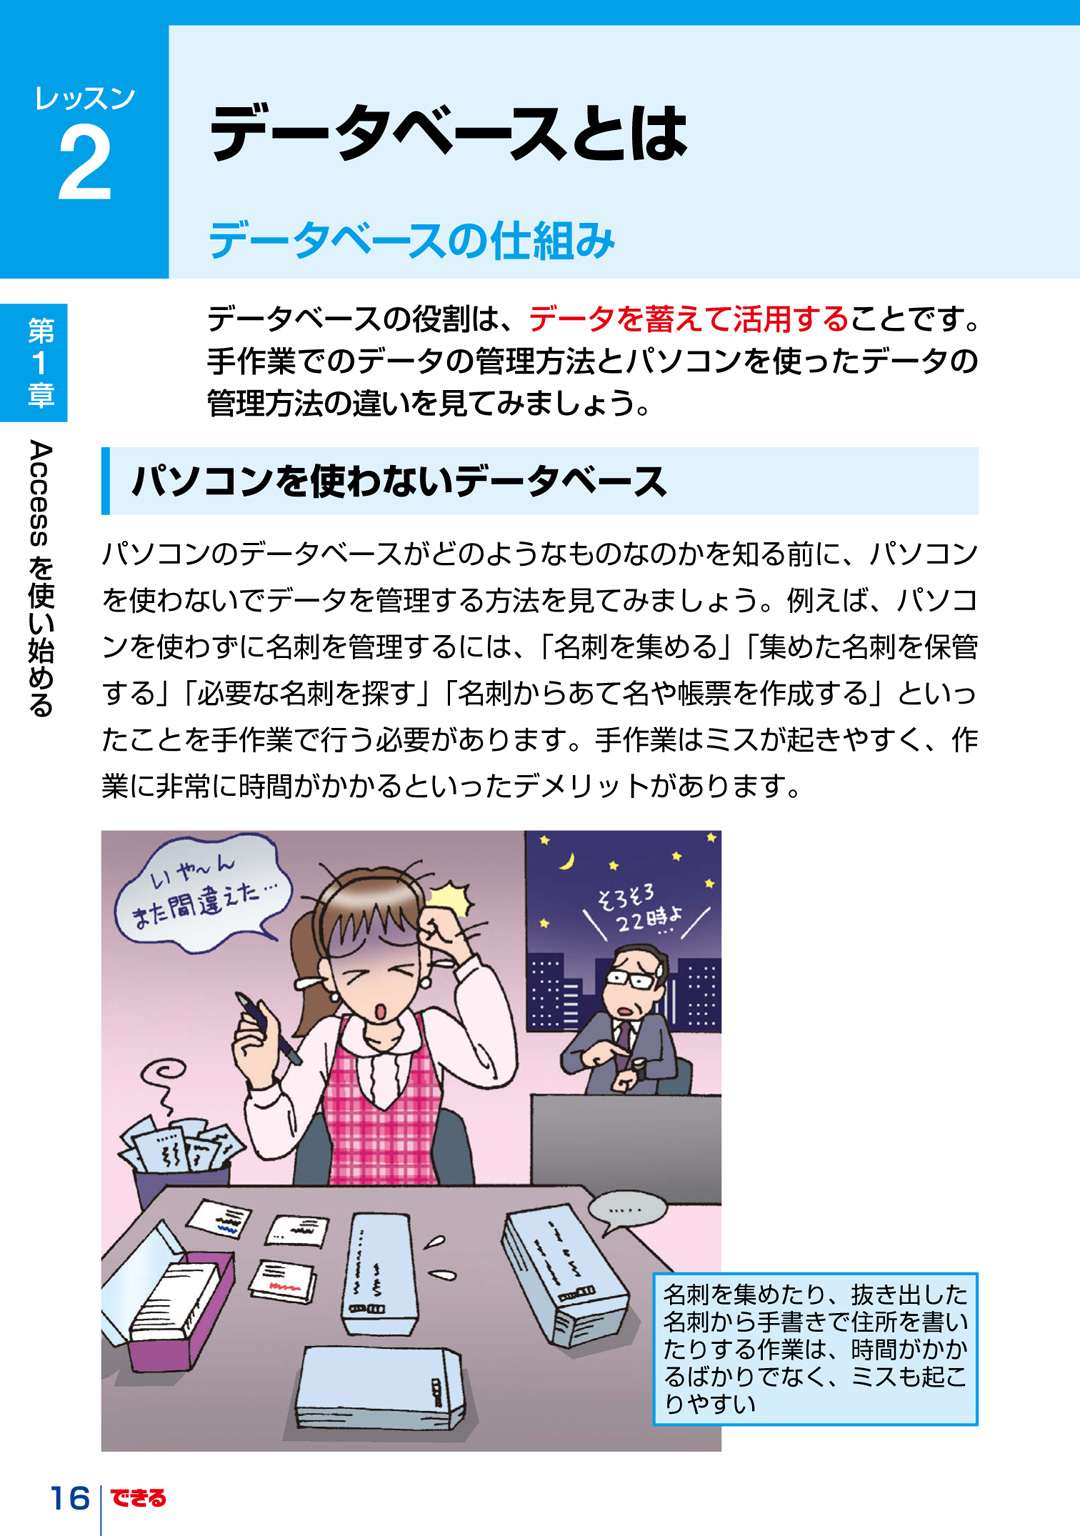 レッスン
2
データベースとは
データベースの仕組み
第1章
Accessを使い始める
データベースの役割は、データを蓄えて活用することです。
手作業でのデータの管理方法とパソコンを使ったデータの
管理方法の違いを見てみましょう。
パソコンを使わないデータベース
パソコンのデータベースがどのようなものなのかを知る前に、パソコン
を使わないでデータを管理する方法を見てみましょう。例えば、パソコ
ンを使わずに名刺を管理するには、「名刺を集める」「集めた名刺を保管
する」「必要な名刺を探す」「名刺からあて名や帳票を作成する」といっ
たことを手作業で行う必要があります。手作業はミスが起きやすく、作
業に非常に時間がかかるといったデメリットがあります。
いや〜ん
また間違えた…
そろそろ
22時よ
…
‥‥‥
名刺を集めたり、抜き出した
名刺から手書きで住所を書い
たりする作業は、時間がかか
るばかりでなく、ミスも起こ
りやすい
16
できる